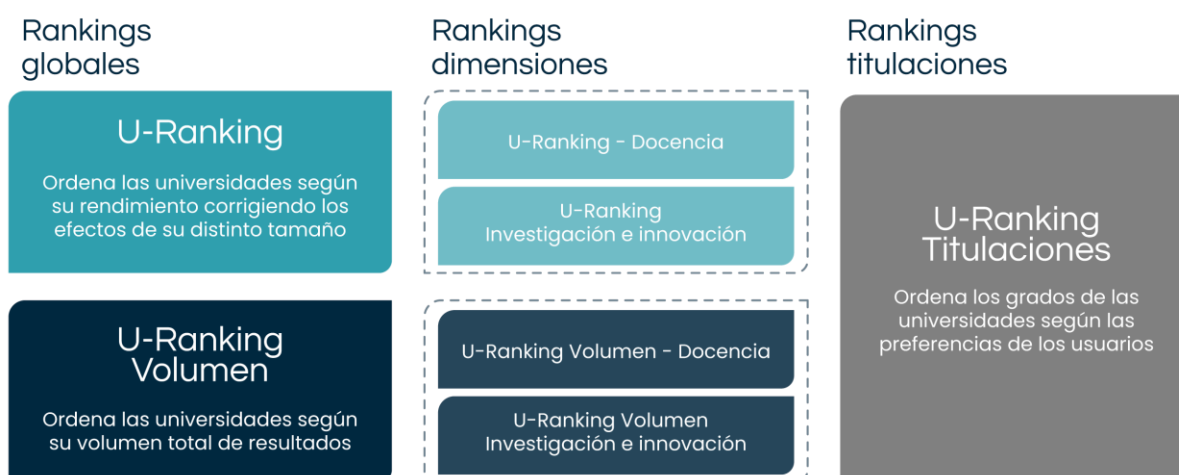 Rankings
globales
U-Ranking
Ordena las universidades según
su rendimiento corrigiendo los
efectos de su distinto tamaño
U-Ranking
Volumen
Ordena las universidades según
su volumen total de resultados
Rankings
dimensiones
U-Ranking - Docencia
U-Ranking
Investigación e innovación
U-Ranking Volumen - Docencia
U-Ranking Volumen
Investigación e innovación
Rankings
titulaciones
U-Ranking
Titulaciones
Ordena los grados de las
universidades según las
preferencias de los usuarios